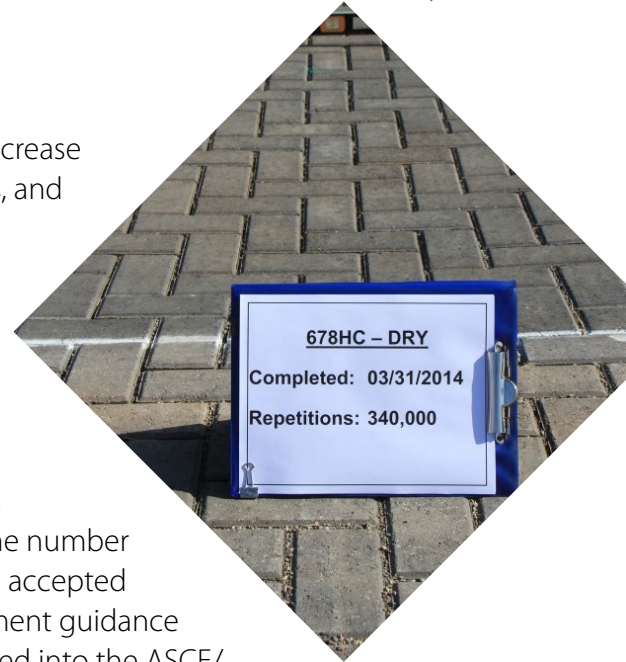 crease
, and
678HC – DRY
Completed: 03/31/2014
Repetitions: 340,000
ne number
accepted
ment guidance
ed into the ASCE/